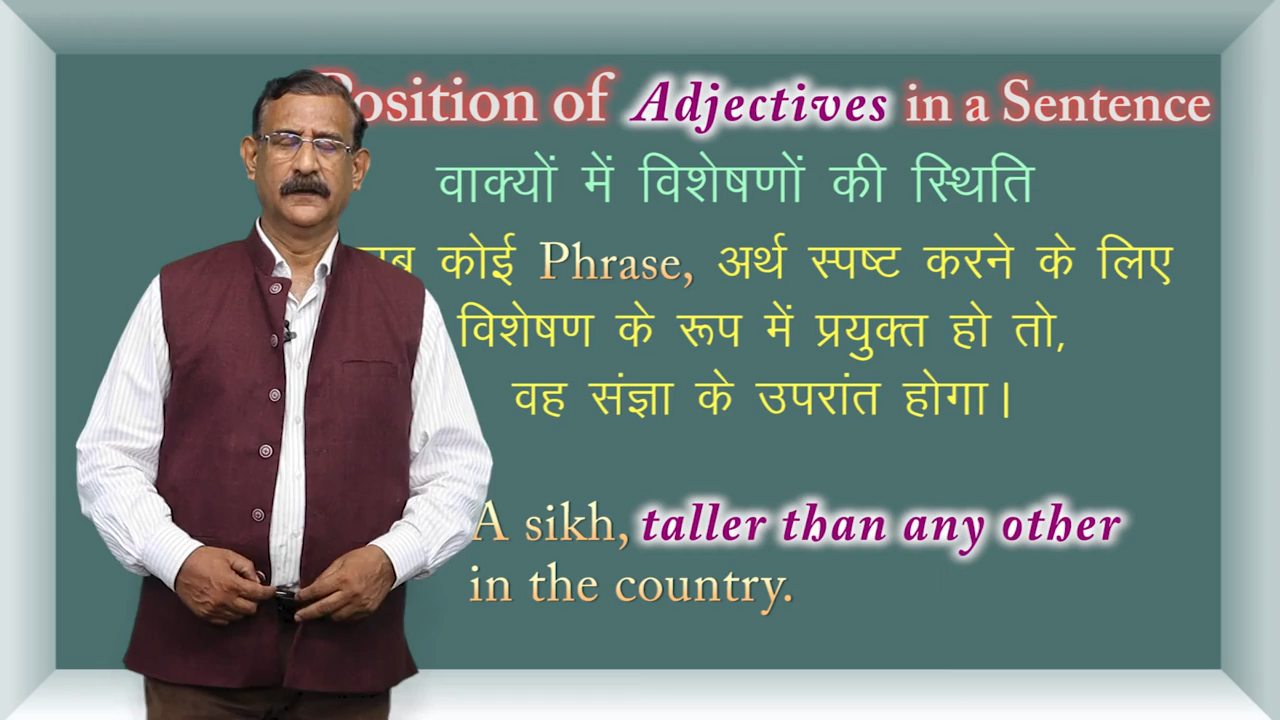 Position of Adjectives in a Sentence
वाक्यों में विशेषणों की स्थिति
कोई Phrase, अर्थ स्पष्ट करने के लिए
विशेषण के रूप में प्रयुक्त हो तो,
वह संज्ञा के उपरांत होगा।
A sikh, taller than any other
in the country.